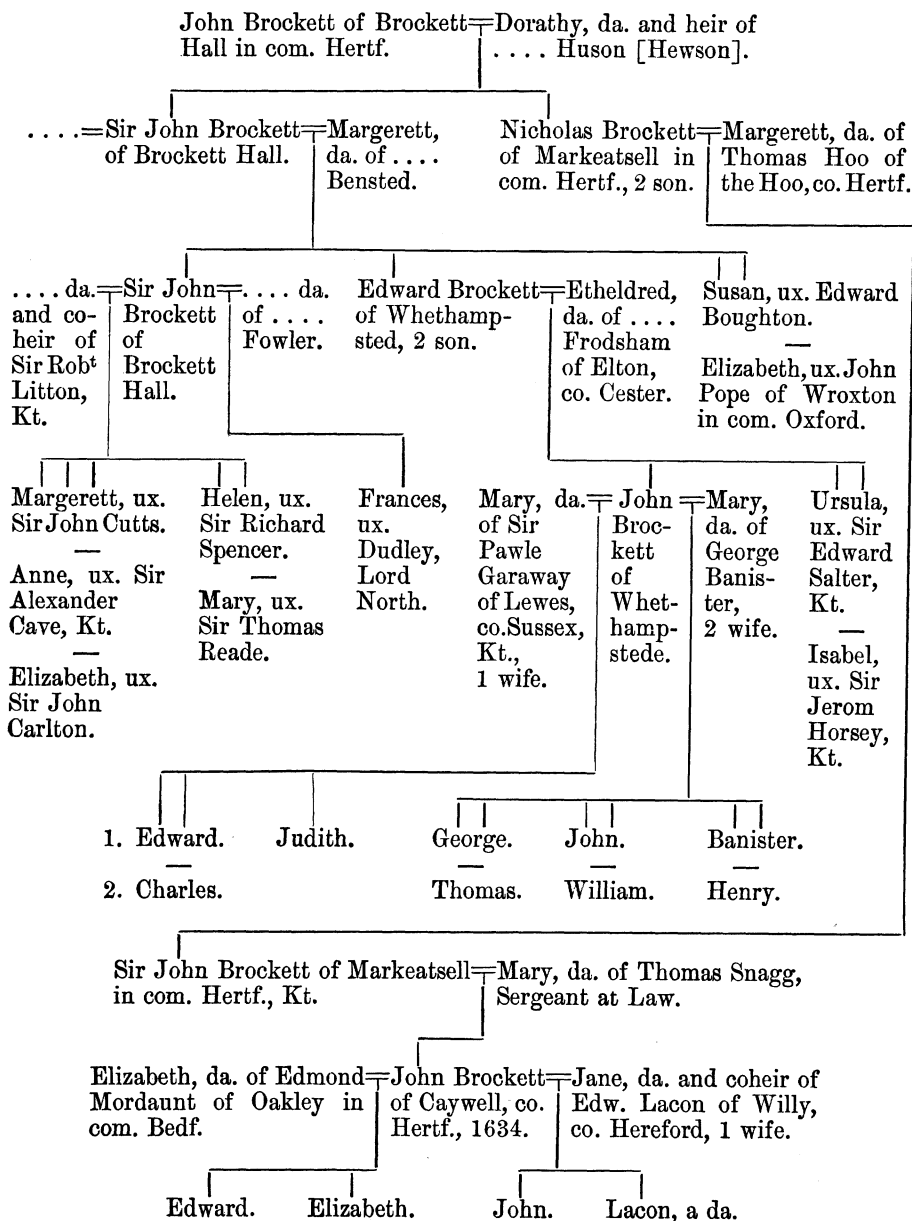 John Brockett of Brockett
Hall in com. Hertf.
Dorathy, da. and heir of
. . . . Huson [Hewson].
. . . .=Sir John Brockett
of Brockett Hall.
Margerett,
da. of . . . .
Bensted.
Nicholas Brockett
of Markeatsell in
com. Hertf., 2 son.
Margerett, da. of
Thomas Hoo of
the Hoo, co. Hertf.
. . . . da.
and co-
heir of
Sir Robᵗ
Litton,
Kt.
Sir John
Brockett
of
Brockett
Hall.
. . . . da.
of . . . .
Fowler.
Edward Brockett
of Whethamp-
sted, 2 son.
Etheldred,
da. of . . . .
Frodsham
of Elton,
co. Cester.
Susan, ux. Edward
Boughton.
—
Elizabeth, ux. John
Pope of Wroxton
in com. Oxford.
Margerett, ux.
Sir John Cutts.
—
Anne, ux. Sir
Alexander
Cave, Kt.
—
Elizabeth, ux.
Sir John
Carlton.
Helen, ux.
Sir Richard
Spencer.
—
Mary, ux.
Sir Thomas
Reade.
Frances,
ux.
Dudley,
Lord
North.
Mary, da.
of Sir
Pawle
Garaway
of Lewes,
co. Sussex,
Kt.,
1 wife.
John
Broc-
kett
of
Whet-
hamp-
stede.
Mary,
da. of
George
Banis-
ter,
2 wife.
Ursula,
ux. Sir
Edward
Salter,
Kt.
—
Isabel,
ux. Sir
Jerom
Horsey,
Kt.
1. Edward.
—
2. Charles.
Judith.
George.
—
Thomas.
John.
—
William.
Banister.
—
Henry.
Sir John Brockett of Markeatsell
in com. Hertf., Kt.
Mary, da. of Thomas Snagg,
Sergeant at Law.
Elizabeth, da. of Edmond
Mordaunt of Oakley in
com. Bedf.
John Brockett
of Caywell, co.
Hertf., 1634.
Jane, da. and coheir of
Edw. Lacon of Willy,
co. Hereford, 1 wife.
Edward.
Elizabeth.
John.
Lacon, a da.